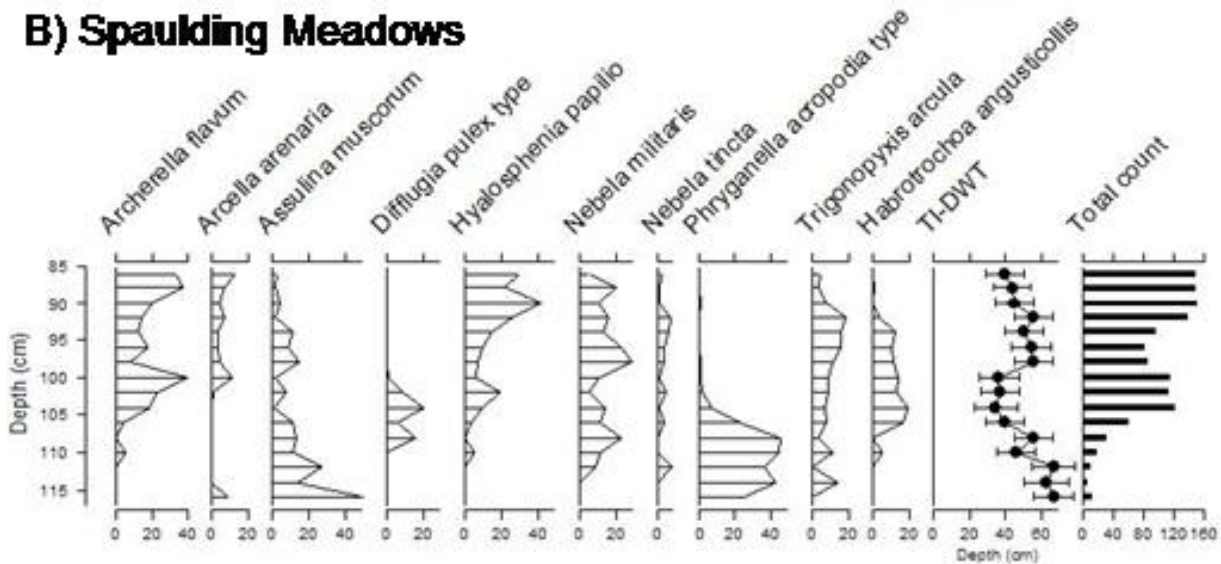 B) Spaulding Meadows
Archerella flavum
Arcella arenaria
Assulina muscorum
Difflugia pulex type
Hyalosphenia papilio
Nebela militaris
Nebela tincta
Phryganella acropodia type
Trigonopyxis arcula
Habrotrochoa angusticollis
TI-DWT
Total count
85
90
95
100
105
110
115
Depth (cm)
0 20 40 0 20 0 20 40 0 20 0 20 40 0 20 0 0 20 40 0 20 0 20 0 20 40 60 0 40 80 120 160
Depth (cm)